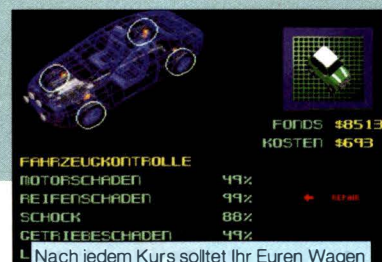 FONDS $8513
KOSTEN $693
FAHRZEUGKONTROLLE
MOTORSCHADEN 49%
REIFENSCHADEN 99%
SCHOCK 88%
GETRIEBESCHADEN 49%
L
Nach jedem Kurs solltet Ihr Euren Wagen